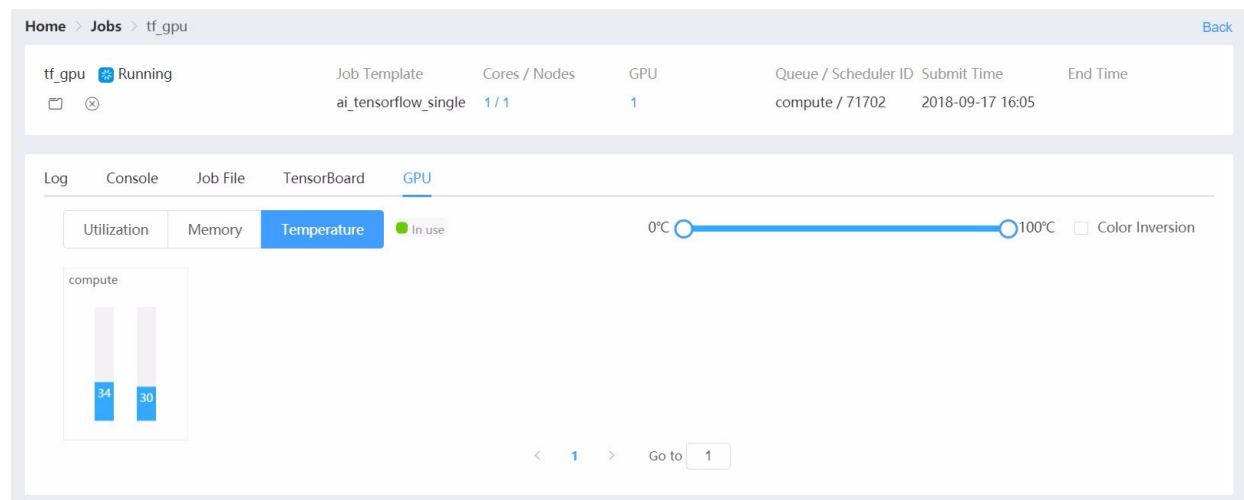 Home > Jobs > tf_gpu Back
tf_gpu Running Job Template Cores / Nodes GPU Queue / Scheduler ID Submit Time End Time
ai_tensorflow_single 1 / 1 1 compute / 71702 2018-09-17 16:05
Log Console Job File TensorBoard GPU
Utilization Memory Temperature In use 0℃ 100℃ Color Inversion
compute
34 30
< 1 > Go to 1